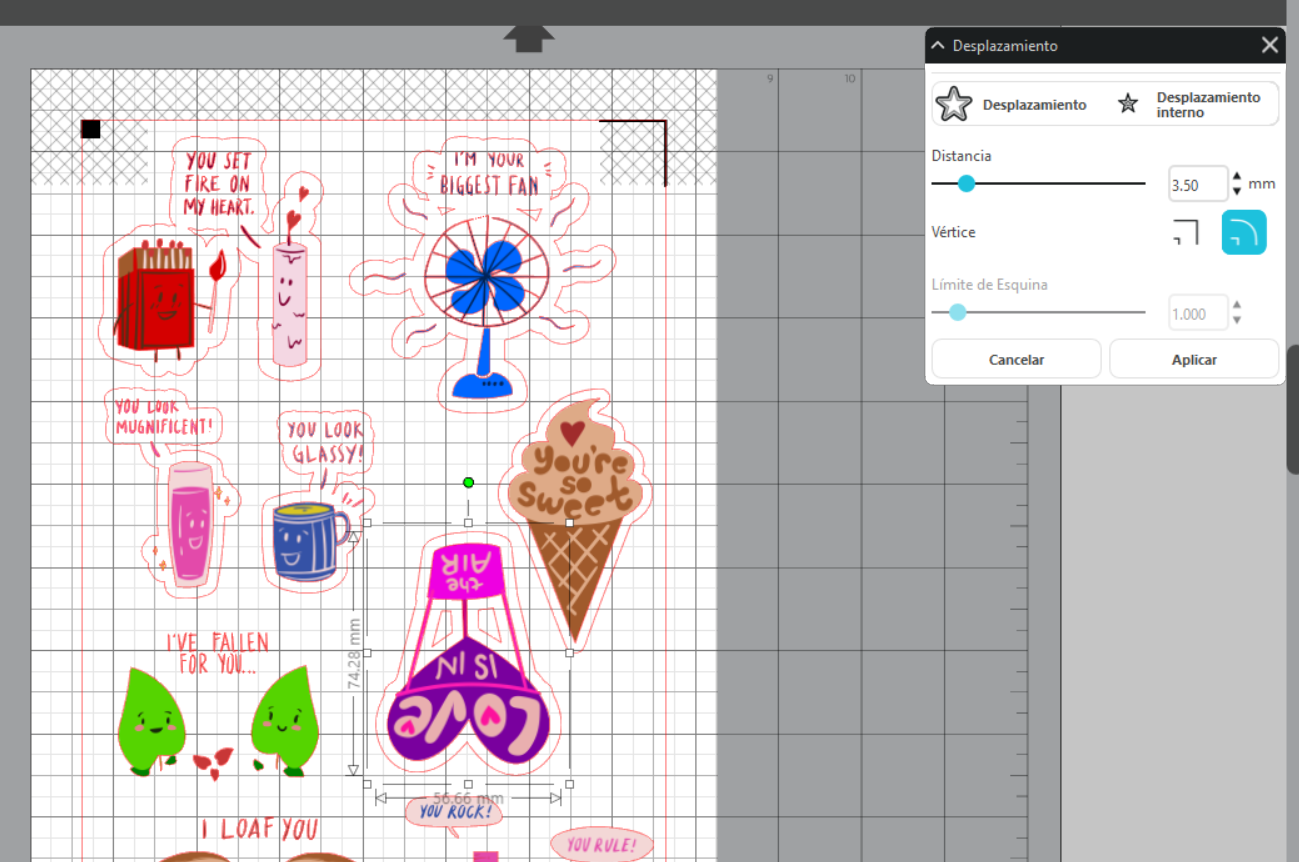 Desplazamiento
9
10
Desplazamiento
Desplazamiento
interno
Distancia
3.50
mm
Vértice
Límite de Esquina
1.000
Cancelar
Aplicar
YOU SET
FIRE ON
MY HEART.
I'M YOUR
BIGGEST FAN
YOU LOOK
MUGNIFICENT!
YOU LOOK
GLASSY!
you're
so
sweet
Love
IS IN
the
AIR
74.28 mm
56.66 mm
I'VE FALLEN
FOR YOU...
YOU ROCK!
I LOAF YOU
YOU RULE!